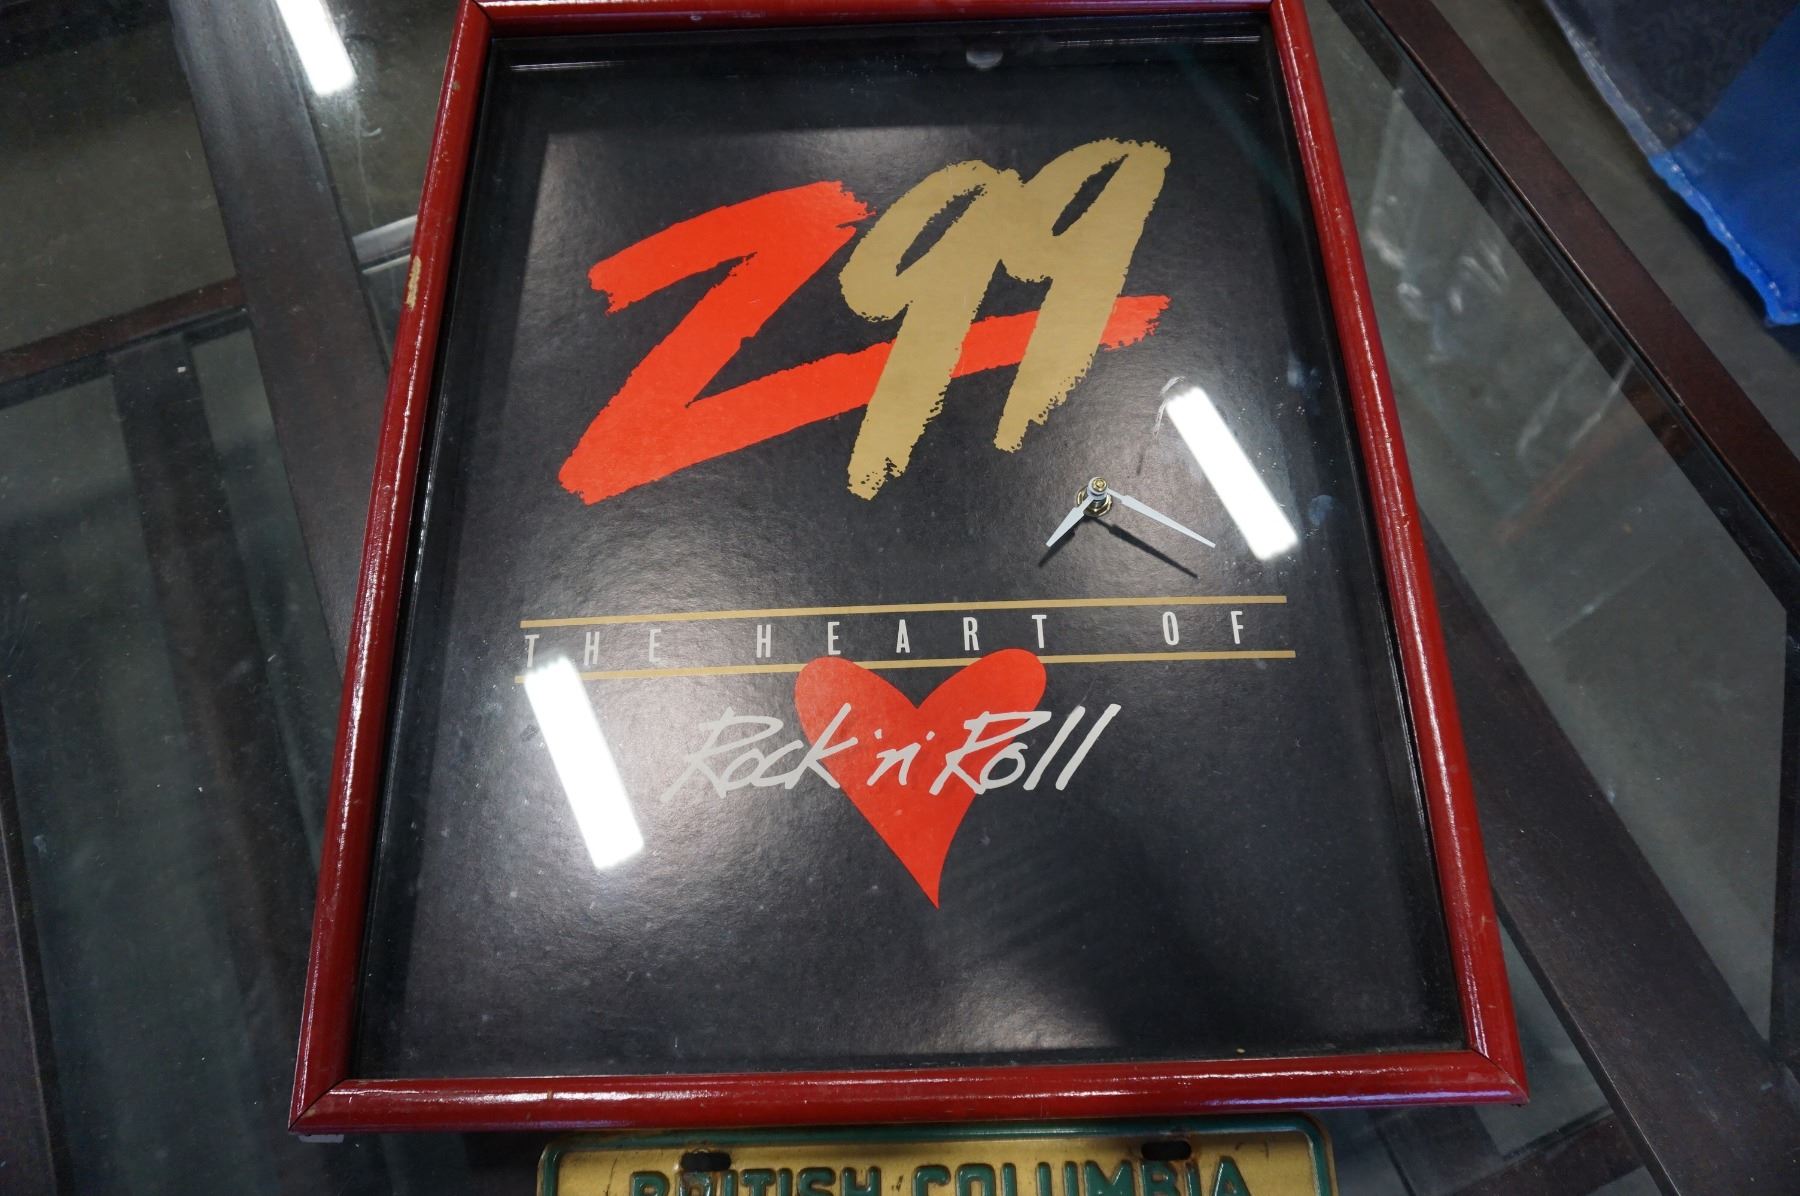 Z99
THE HEART OF
Rock 'n' Roll
BRITISH COLUMBIA